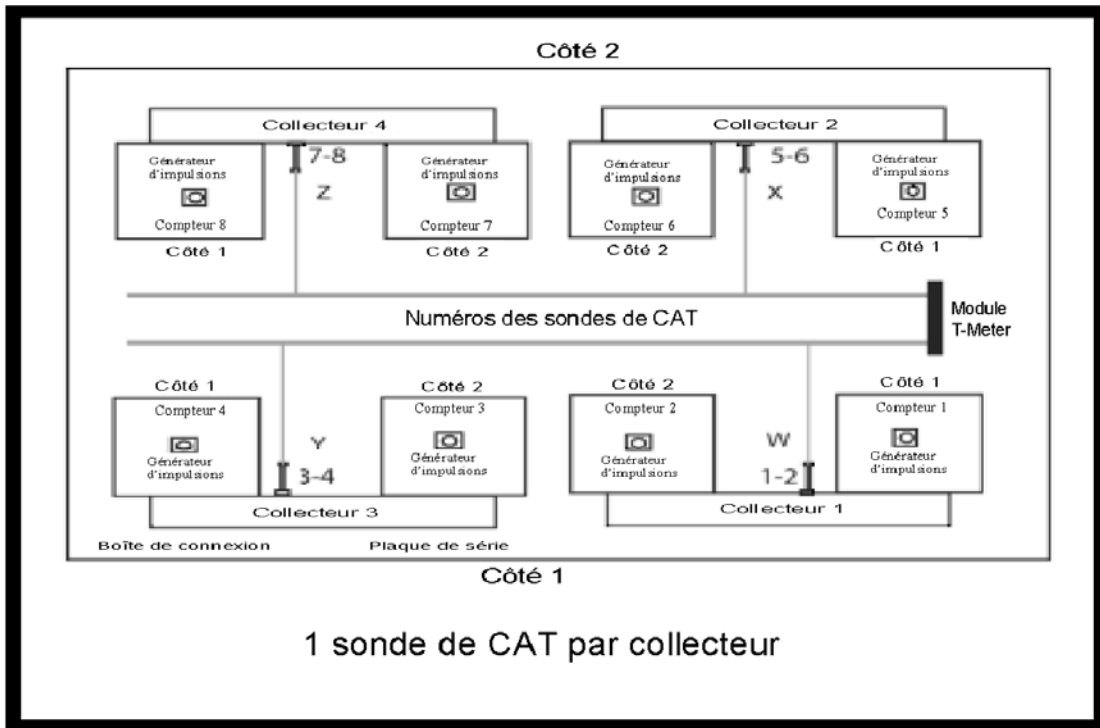 Côté 2
Collecteur 4
Collecteur 2
Générateur d'impulsions
Compteur 8
Côté 1
7-8
Z
Générateur d'impulsions
Compteur 7
Côté 2
Générateur d'impulsions
Compteur 6
Côté 2
5-6
X
Générateur d'impulsions
Compteur 5
Côté 1
Numéros des sondes de CAT
Module
T-Meter
Côté 1
Compteur 4
Générateur d'impulsions
Y
3-4
Côté 2
Compteur 3
Générateur d'impulsions
Côté 2
Compteur 2
Générateur d'impulsions
W
1-2
Côté 1
Compteur 1
Générateur d'impulsions
Collecteur 3
Collecteur 1
Boîte de connexion
Plaque de série
Côté 1
1 sonde de CAT par collecteur